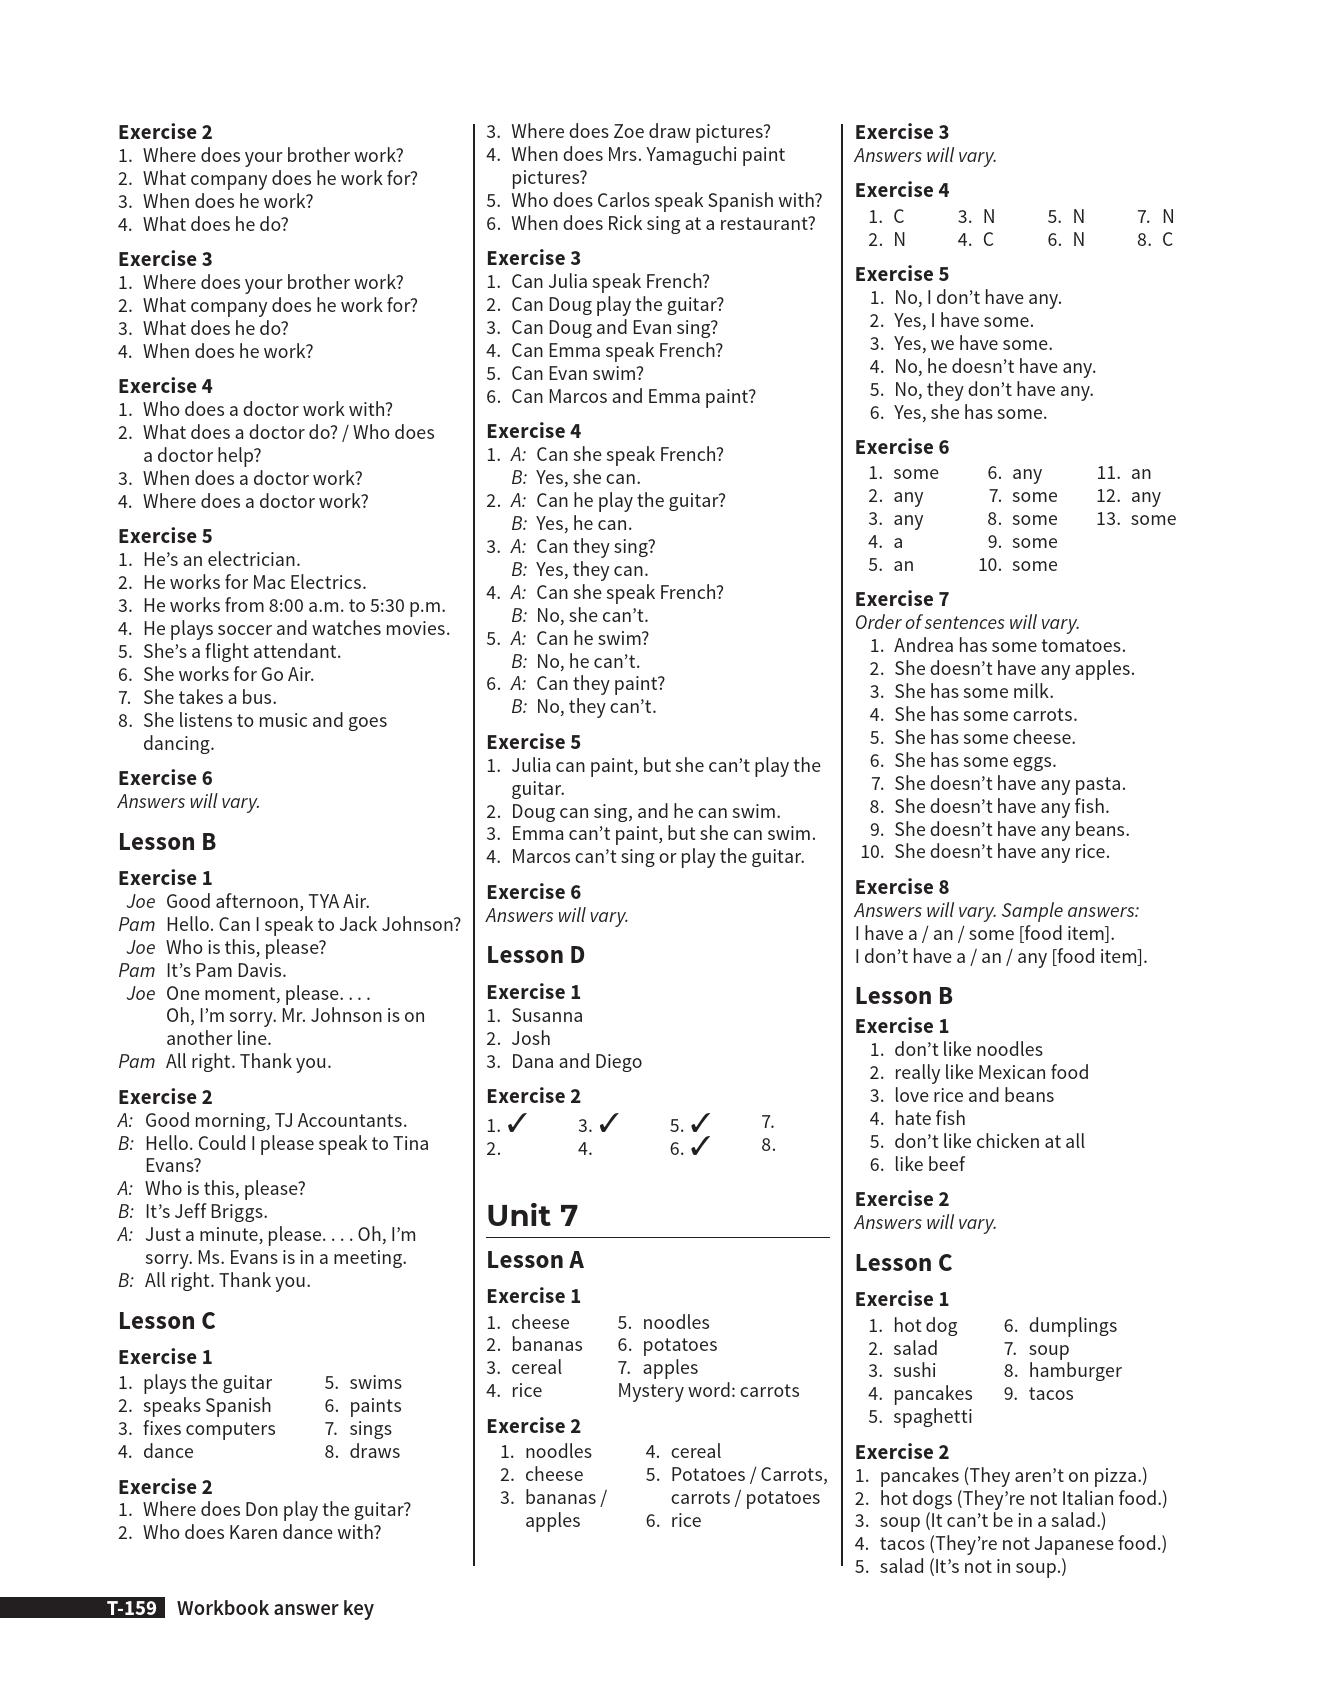 Exercise 2
1. Where does your brother work?
2. What company does he work for?
3. When does he work?
4. What does he do?
Exercise 3
1. Where does your brother work?
2. What company does he work for?
3. What does he do?
4. When does he work?
Exercise 4
1. Who does a doctor work with?
2. What does a doctor do? / Who does
a doctor help?
3. When does a doctor work?
4. Where does a doctor work?
Exercise 5
1. He’s an electrician.
2. He works for Mac Electrics.
3. He works from 8:00 a.m. to 5:30 p.m.
4. He plays soccer and watches movies.
5. She’s a flight attendant.
6. She works for Go Air.
7. She takes a bus.
8. She listens to music and goes
dancing.
Exercise 6
Answers will vary.
Lesson B
Exercise 1
Joe Good afternoon, TYA Air.
Pam Hello. Can I speak to Jack Johnson?
Joe Who is this, please?
Pam It’s Pam Davis.
Joe One moment, please. . . .
Oh, I’m sorry. Mr. Johnson is on
another line.
Pam All right. Thank you.
Exercise 2
A: Good morning, TJ Accountants.
B: Hello. Could I please speak to Tina
Evans?
A: Who is this, please?
B: It’s Jeff Briggs.
A: Just a minute, please. . . . Oh, I’m
sorry. Ms. Evans is in a meeting.
B: All right. Thank you.
Lesson C
Exercise 1
1. plays the guitar 5. swims
2. speaks Spanish 6. paints
3. fixes computers 7. sings
4. dance 8. draws
Exercise 2
1. Where does Don play the guitar?
2. Who does Karen dance with?
3. Where does Zoe draw pictures?
4. When does Mrs. Yamaguchi paint
pictures?
5. Who does Carlos speak Spanish with?
6. When does Rick sing at a restaurant?
Exercise 3
1. Can Julia speak French?
2. Can Doug play the guitar?
3. Can Doug and Evan sing?
4. Can Emma speak French?
5. Can Evan swim?
6. Can Marcos and Emma paint?
Exercise 4
1. A: Can she speak French?
B: Yes, she can.
2. A: Can he play the guitar?
B: Yes, he can.
3. A: Can they sing?
B: Yes, they can.
4. A: Can she speak French?
B: No, she can’t.
5. A: Can he swim?
B: No, he can’t.
6. A: Can they paint?
B: No, they can’t.
Exercise 5
1. Julia can paint, but she can’t play the
guitar.
2. Doug can sing, and he can swim.
3. Emma can’t paint, but she can swim.
4. Marcos can’t sing or play the guitar.
Exercise 6
Answers will vary.
Lesson D
Exercise 1
1. Susanna
2. Josh
3. Dana and Diego
Exercise 2
1. ✓ 3. ✓ 5. ✓ 7.
2. 4. 6. ✓ 8.
Unit 7
Lesson A
Exercise 1
1. cheese 5. noodles
2. bananas 6. potatoes
3. cereal 7. apples
4. rice Mystery word: carrots
Exercise 2
1. noodles 4. cereal
2. cheese 5. Potatoes / Carrots,
3. bananas / carrots / potatoes
apples 6. rice
Exercise 3
Answers will vary.
Exercise 4
1. C 3. N 5. N 7. N
2. N 4. C 6. N 8. C
Exercise 5
1. No, I don’t have any.
2. Yes, I have some.
3. Yes, we have some.
4. No, he doesn’t have any.
5. No, they don’t have any.
6. Yes, she has some.
Exercise 6
1. some 6. any 11. an
2. any 7. some 12. any
3. any 8. some 13. some
4. a 9. some
5. an 10. some
Exercise 7
Order of sentences will vary.
1. Andrea has some tomatoes.
2. She doesn’t have any apples.
3. She has some milk.
4. She has some carrots.
5. She has some cheese.
6. She has some eggs.
7. She doesn’t have any pasta.
8. She doesn’t have any fish.
9. She doesn’t have any beans.
10. She doesn’t have any rice.
Exercise 8
Answers will vary. Sample answers:
I have a / an / some [food item].
I don’t have a / an / any [food item].
Lesson B
Exercise 1
1. don’t like noodles
2. really like Mexican food
3. love rice and beans
4. hate fish
5. don’t like chicken at all
6. like beef
Exercise 2
Answers will vary.
Lesson C
Exercise 1
1. hot dog 6. dumplings
2. salad 7. soup
3. sushi 8. hamburger
4. pancakes 9. tacos
5. spaghetti
Exercise 2
1. pancakes (They aren’t on pizza.)
2. hot dogs (They’re not Italian food.)
3. soup (It can’t be in a salad.)
4. tacos (They’re not Japanese food.)
5. salad (It’s not in soup.)
T-159 Workbook answer key